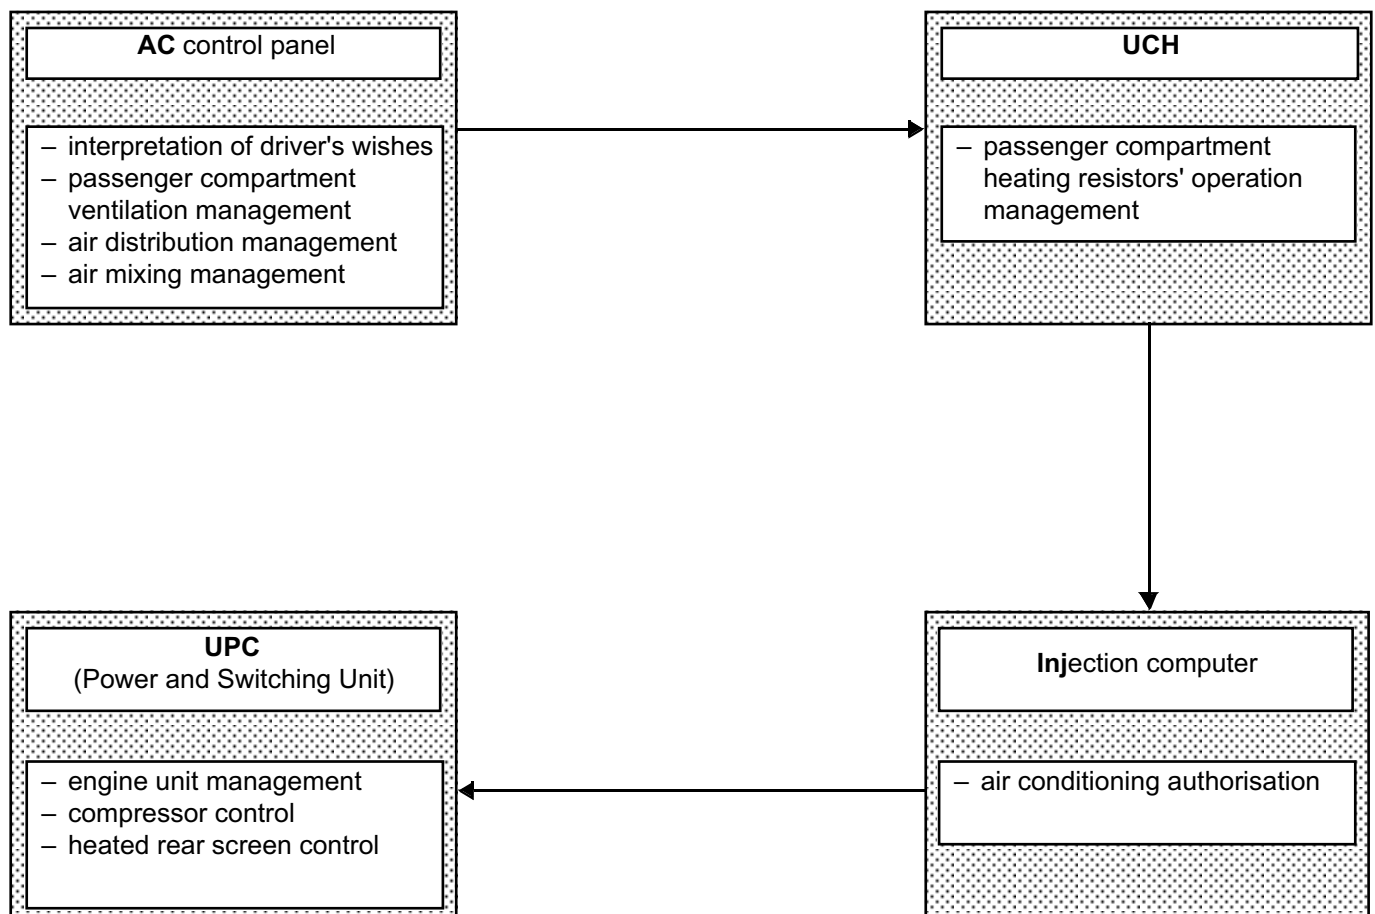 AC control panel
– interpretation of driver's wishes
– passenger compartment
ventilation management
– air distribution management
– air mixing management
UCH
– passenger compartment
heating resistors' operation
management
UPC
(Power and Switching Unit)
– engine unit management
– compressor control
– heated rear screen control
Injection computer
– air conditioning authorisation